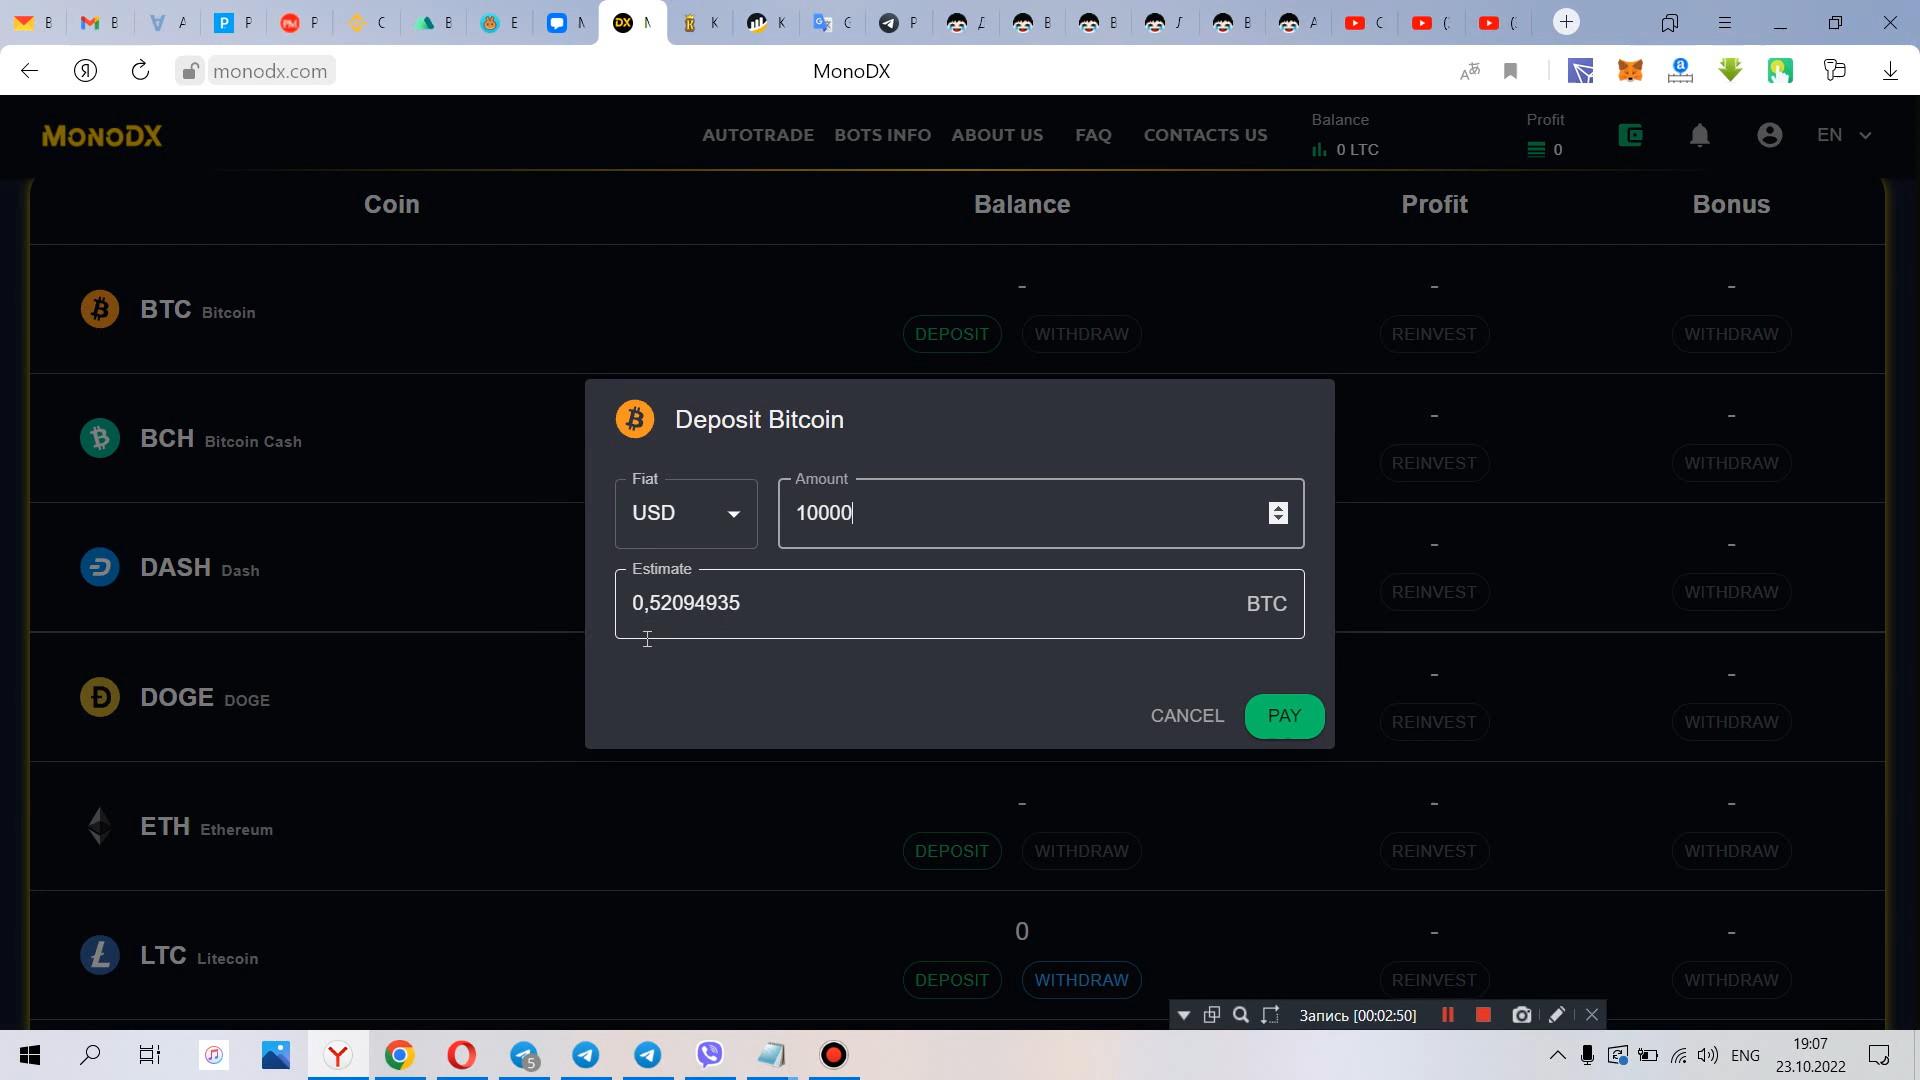 В В А Р Р С В Е М М К К С Р Д В В Л В А С (: (:
monodx.com MonoDX
MONODX AUTOTRADE BOTS INFO ABOUT US FAQ CONTACTS US Balance 0 LTC Profit 0 EN
Coin Balance Profit Bonus
BTC Bitcoin - - -
DEPOSIT WITHDRAW REINVEST WITHDRAW
BCH Bitcoin Cash - -
REINVEST WITHDRAW
DASH Dash - -
REINVEST WITHDRAW
DOGE DOGE - -
REINVEST WITHDRAW
ETH Ethereum - - -
DEPOSIT WITHDRAW REINVEST WITHDRAW
LTC Litecoin 0 - -
DEPOSIT WITHDRAW REINVEST WITHDRAW
Deposit Bitcoin
Fiat Amount
USD 10000
Estimate
0,52094935 BTC
CANCEL PAY
Запись [00:02:50]
5 ENG 19:07
23.10.2022